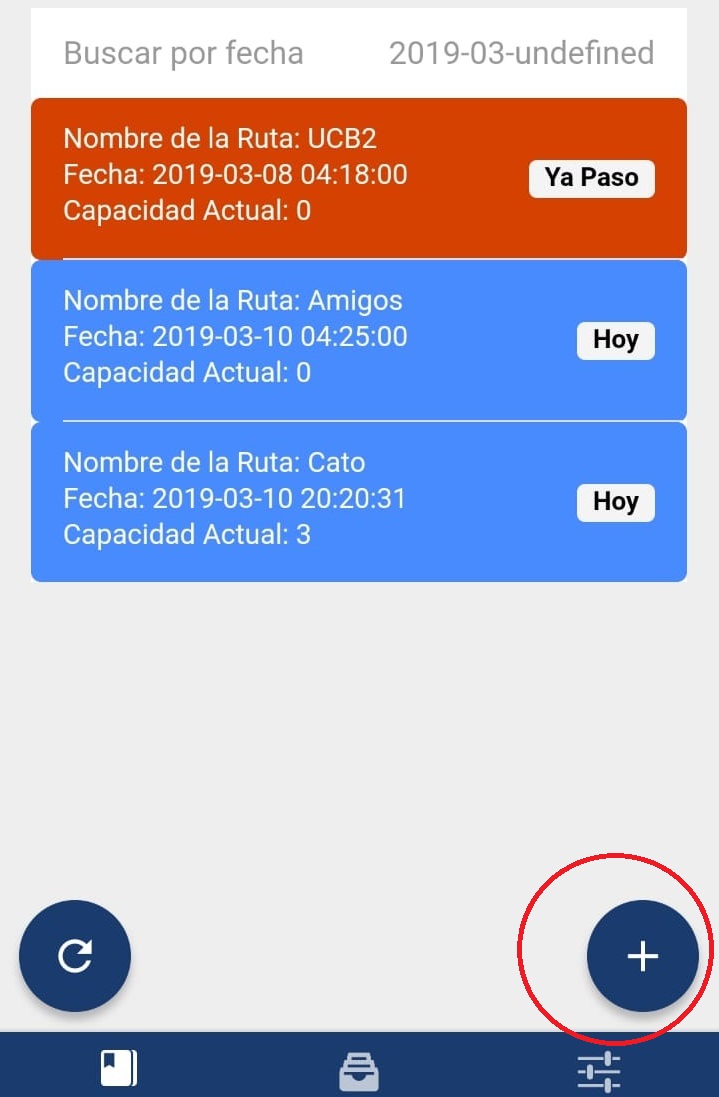 Buscar por fecha 2019-03-undefined
Nombre de la Ruta: UCB2
Fecha: 2019-03-08 04:18:00
Capacidad Actual: 0
Ya Paso
Nombre de la Ruta: Amigos
Fecha: 2019-03-10 04:25:00
Capacidad Actual: 0
Hoy
Nombre de la Ruta: Cato
Fecha: 2019-03-10 20:20:31
Capacidad Actual: 3
Hoy